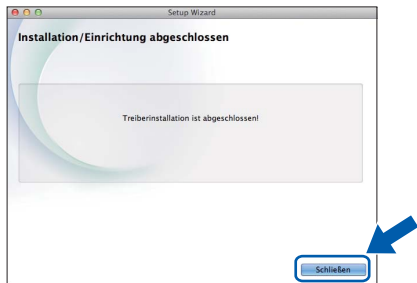 Setup Wizard
Installation/Einrichtung abgeschlossen
Treiberinstallation ist abgeschlossen!
Schließen